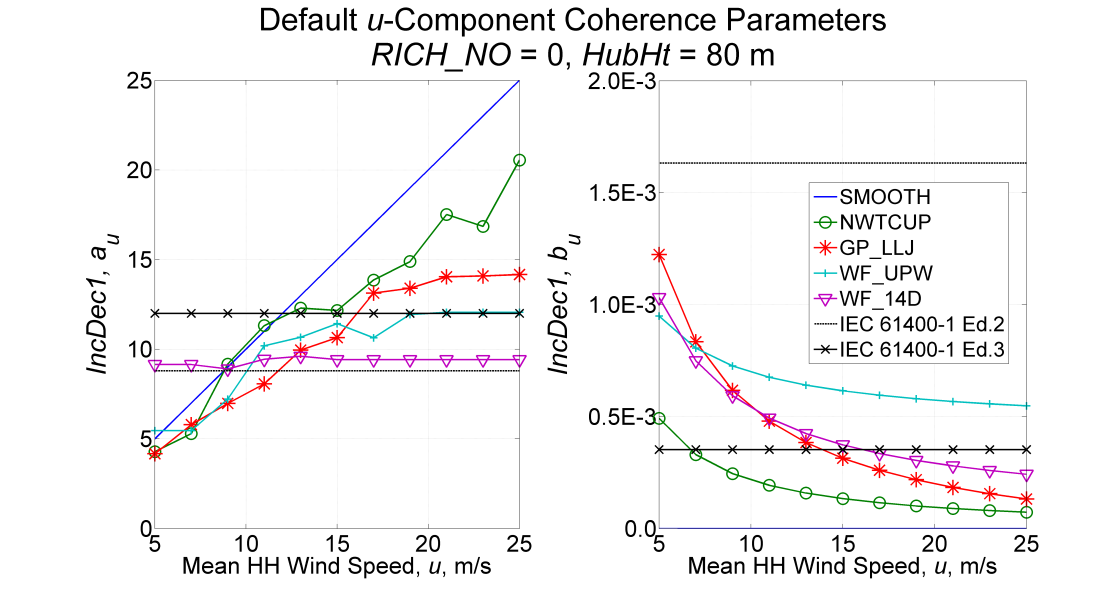 Default u-Component Coherence Parameters
RICH_NO = 0, HubHt = 80 m
25
20
15
10
5
0
IncDec1, a_u
5 10 15 20 25
Mean HH Wind Speed, u, m/s
2.0E-3
1.5E-3
1.0E-3
0.5E-3
0.0
IncDec1, b_u
SMOOTH
NWTCUP
GP_LLJ
WF_UPW
WF_14D
IEC 61400-1 Ed.2
IEC 61400-1 Ed.3
5 10 15 20 25
Mean HH Wind Speed, u, m/s